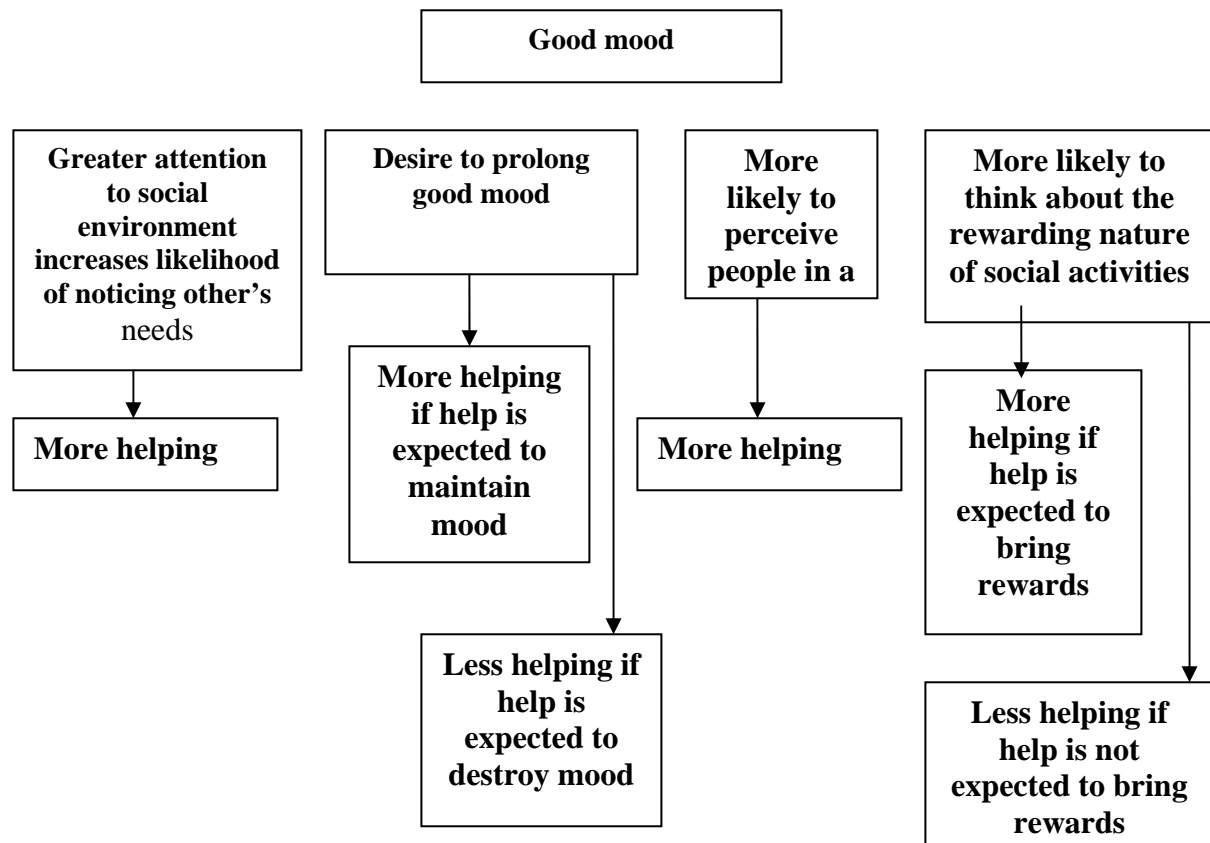 Good mood
Greater attention
to social
environment
increases likelihood
of noticing other's
needs
Desire to prolong
good mood
More
likely to
perceive
people in a
More likely to
think about the
rewarding nature
of social activities
More helping
More helping
if help is
expected to
maintain
mood
More helping
More
helping if
help is
expected to
bring
rewards
Less helping if
help is
expected to
destroy mood
Less helping if
help is not
expected to bring
rewards